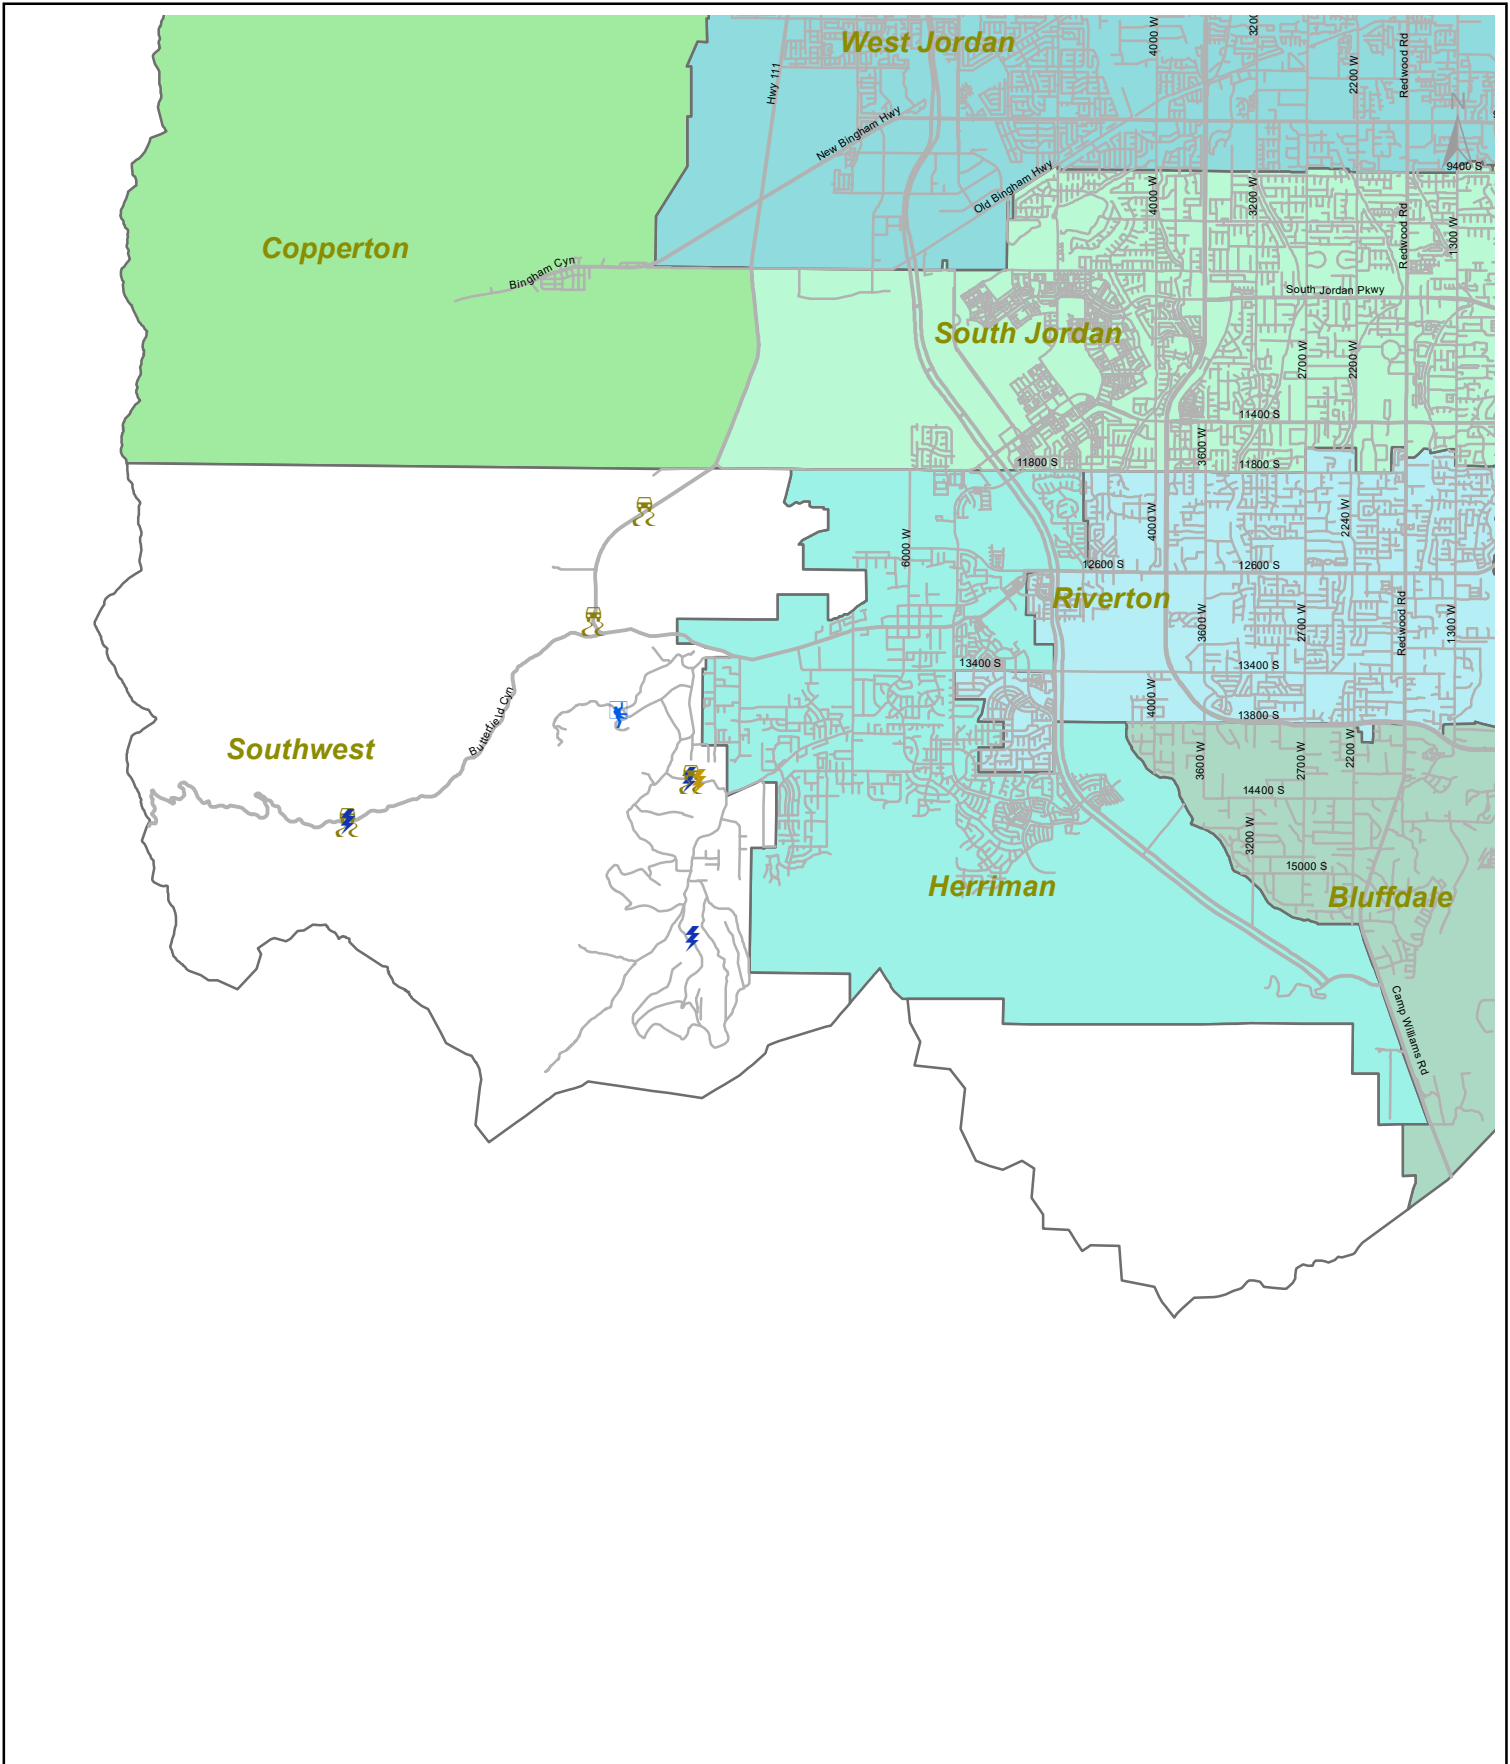 West Jordan
4000 W
2200 W
Redwood Rd
Hwy 111
New Bingham Hwy
N
Old Bingham Hwy
9400 S
4000 W
3200 W
Redwood Rd
1300 W
Copperton
Bingham Cyn
South Jordan Pkwy
South Jordan
2700 W
2200 W
11400 S
3600 W
11800 S
11800 S
4000 W
2240 W
6000 W
12600 S
12600 S
Riverton
3600 W
2700 W
Redwood Rd
1300 W
13400 S
13400 S
4000 W
13800 S
Butterfield Cyn
Southwest
3600 W
2700 W
2200 W
14400 S
3200 W
15000 S
Herriman
Bluffdale
Camp Williams Rd